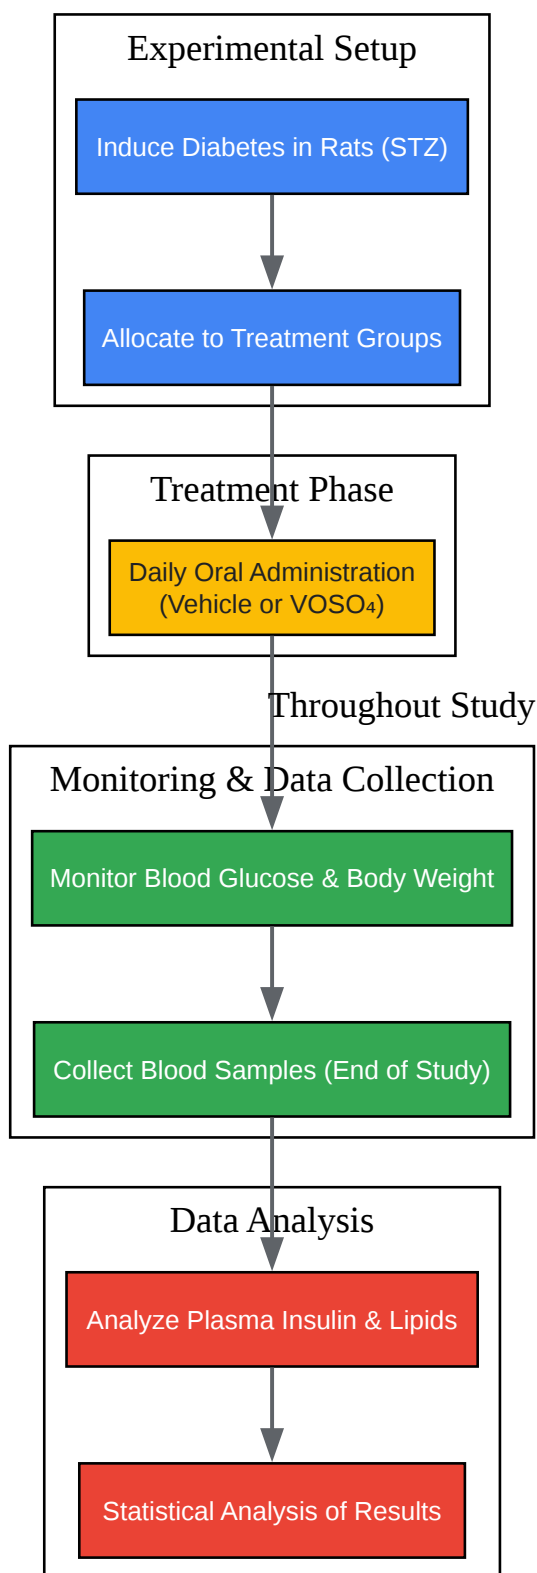 Experimental Setup
Induce Diabetes in Rats (STZ)
Allocate to Treatment Groups
Treatment Phase
Daily Oral Administration
(Vehicle or VOSO₄)
Throughout Study
Monitoring & Data Collection
Monitor Blood Glucose & Body Weight
Collect Blood Samples (End of Study)
Data Analysis
Analyze Plasma Insulin & Lipids
Statistical Analysis of Results